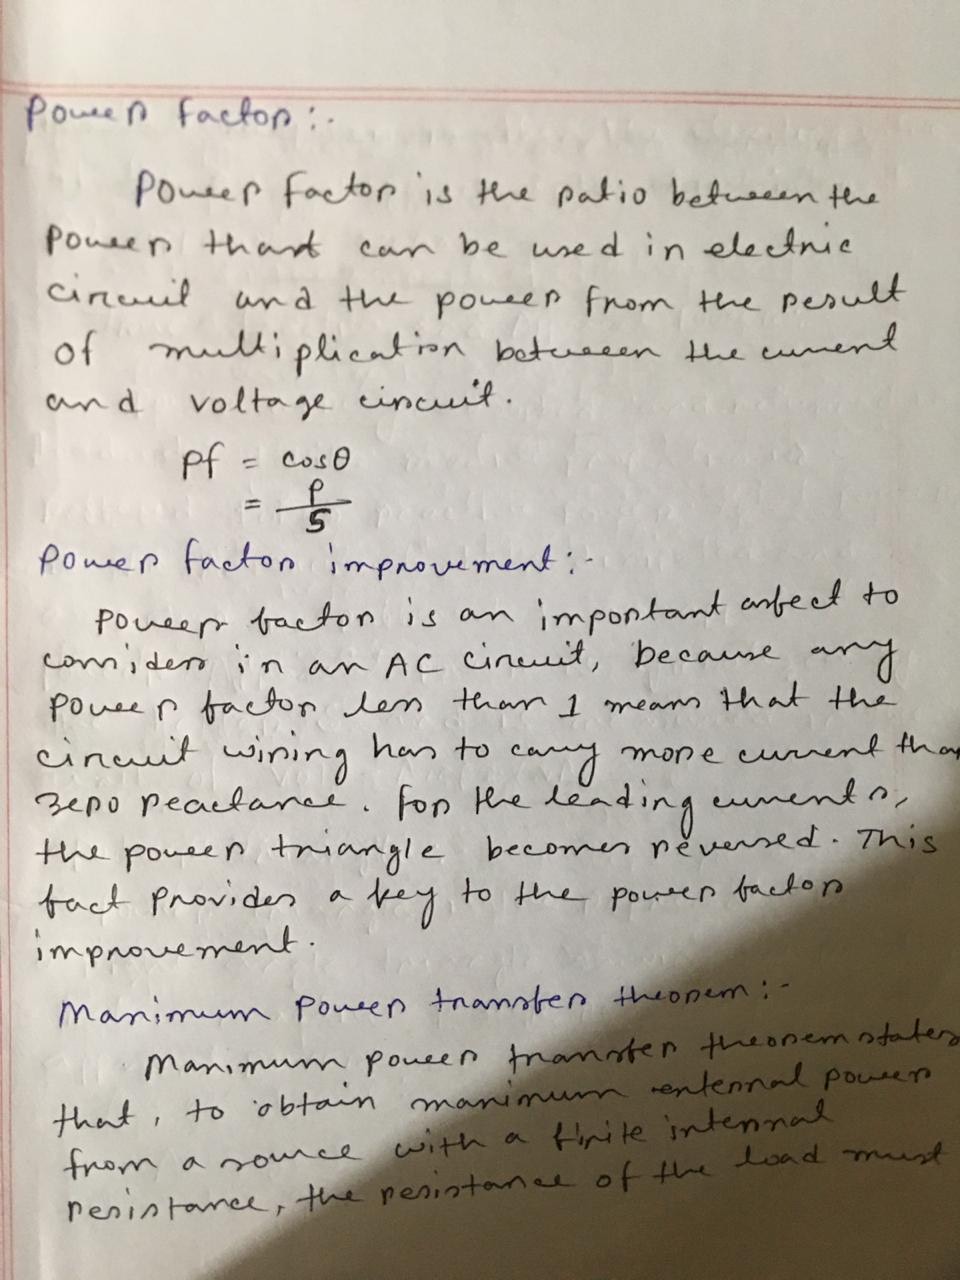 Power factor:-
Power factor is the ratio between the
power that can be used in electric
circuit and the power from the result
of multiplication between the current
and voltage circuit.
Pf = cosθ
= P/S
Power factor improvement:-
Power factor is an important asbect to
consider in an AC circuit, because any
power factor less than 1 means that the
circuit wiring has to carry more current than
zero reactance. for the leading currents,
the power triangle becomes reversed. This
fact provides a key to the power factor
improvement.
Maximum Power transfer theorem:-
Maximum power transfer theorem states
that, to obtain maximum external power
from a source with a finite internal
resistance, the resistance of the load must